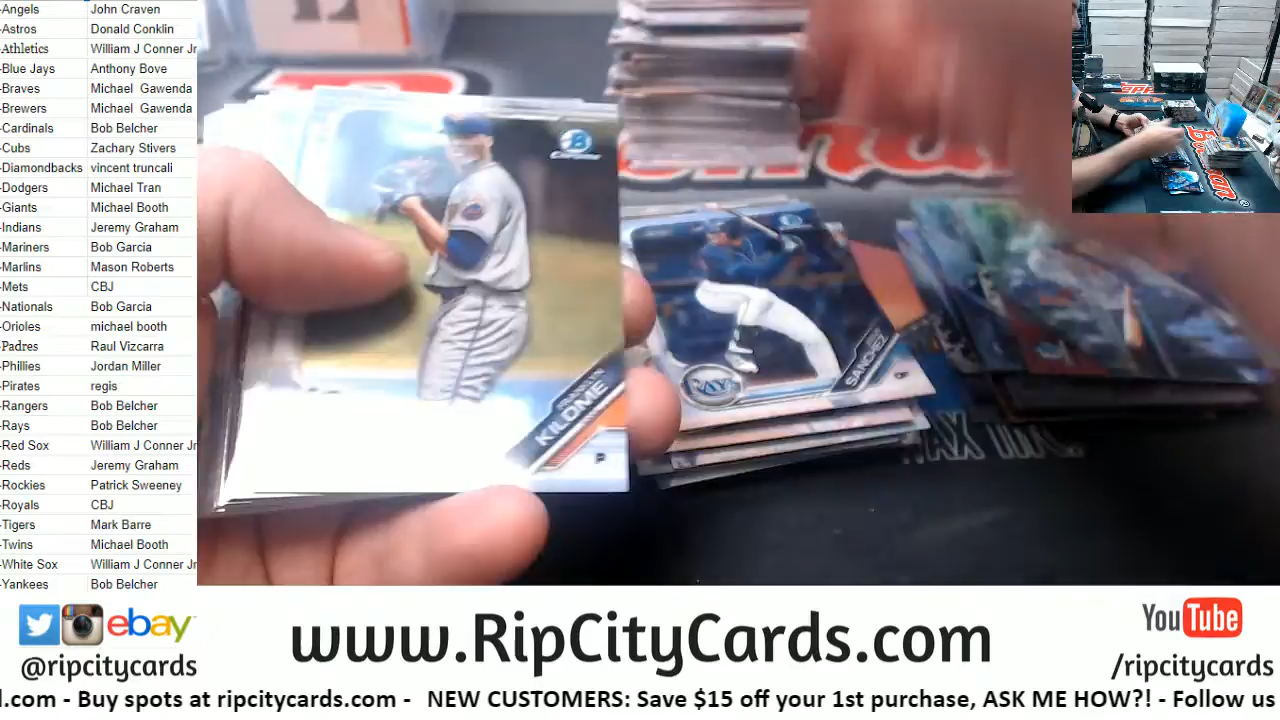 -Angels John Craven
-Astros Donald Conklin
-Athletics William J Conner Jr
-Blue Jays Anthony Bove
-Braves Michael Gawenda
-Brewers Michael Gawenda
-Cardinals Bob Belcher
-Cubs Zachary Stivers
-Diamondbacks vincent truncali
-Dodgers Michael Tran
-Giants Michael Booth
-Indians Jeremy Graham
-Mariners Bob Garcia
-Marlins Mason Roberts
-Mets CBJ
-Nationals Bob Garcia
-Orioles michael booth
-Padres Raul Vizcarra
-Phillies Jordan Miller
-Pirates regis
-Rangers Bob Belcher
-Rays Bob Belcher
-Red Sox William J Conner Jr
-Reds Jeremy Graham
-Rockies Patrick Sweeney
-Royals CBJ
-Tigers Mark Barre
-Twins Michael Booth
-White Sox William J Conner Jr
-Yankees Bob Belcher
Chrome
KILOME
P
RAYS
SANCHEZ
ebay
@ripcitycards
www.RipCityCards.com
YouTube
/ripcitycards
l.com - Buy spots at ripcitycards.com - NEW CUSTOMERS: Save $15 off your 1st purchase, ASK ME HOW?! - Follow us